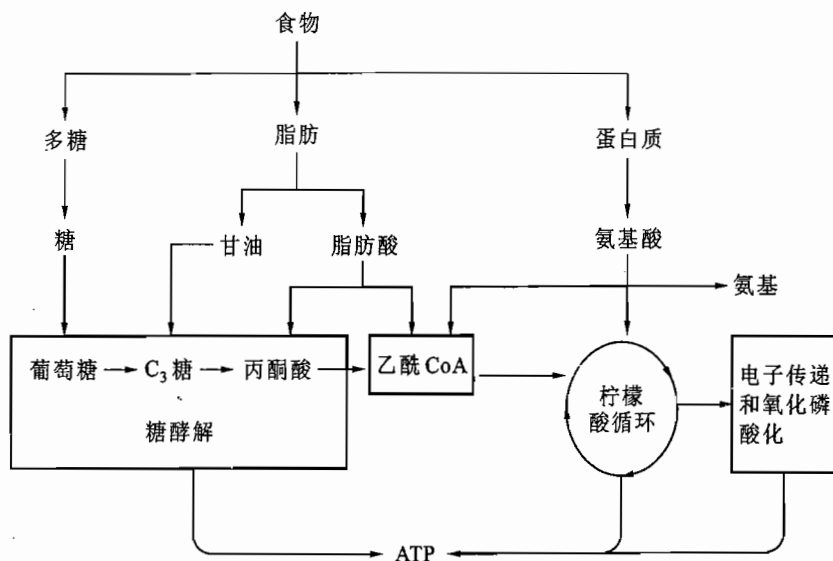 食物
多糖
脂肪
蛋白质
糖
甘油
脂肪酸
氨基酸
氨基
葡萄糖
C₃糖
丙酮酸
乙酰CoA
糖酵解
柠檬
酸循环
电子传递
和氧化磷
酸化
ATP